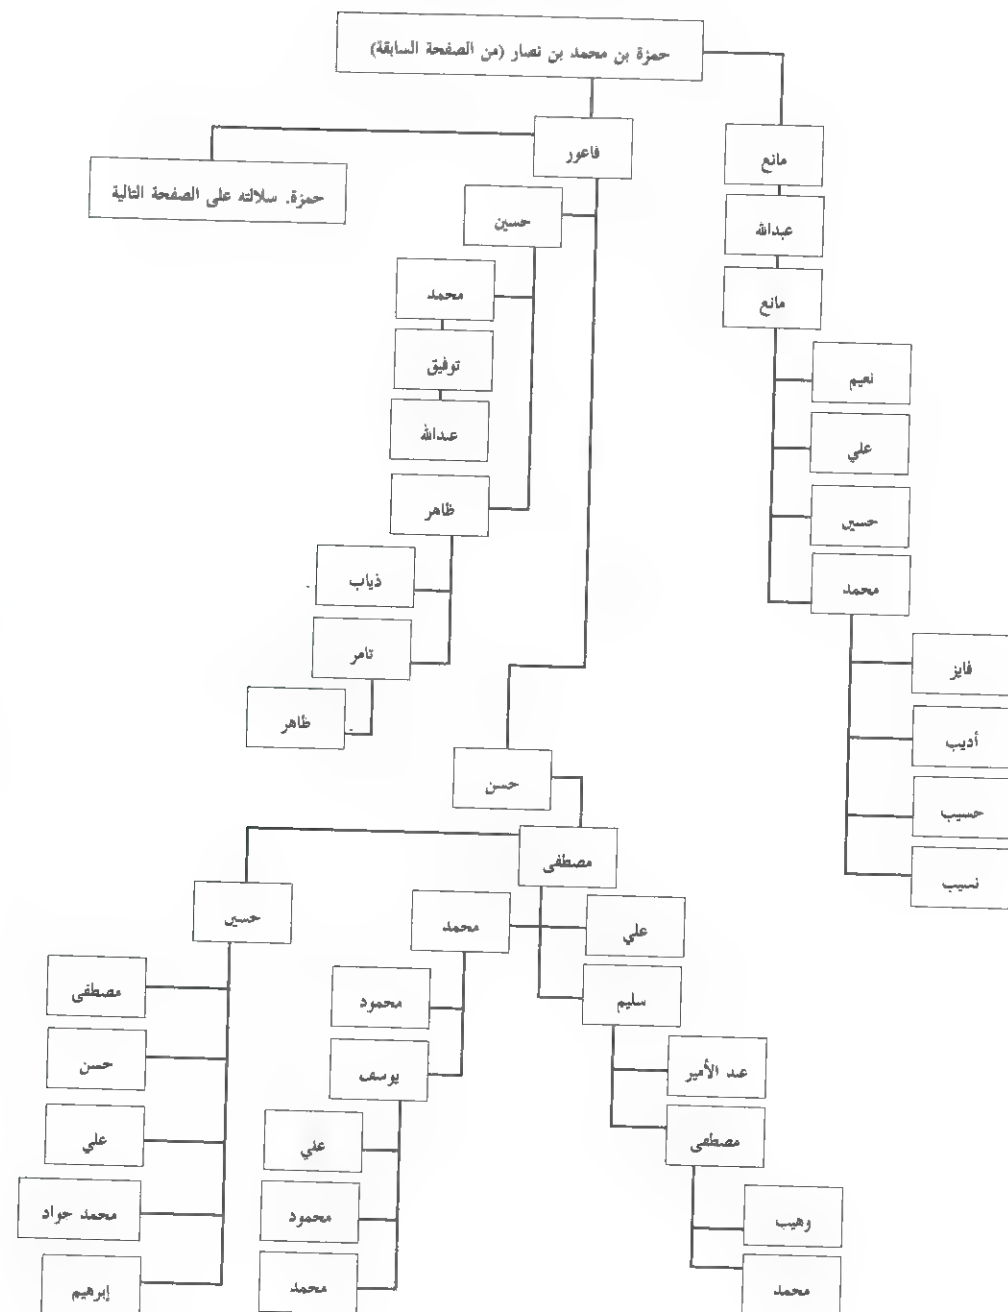 حمزة بن محمد بن نصار (من الصفحة السابقة)
مانع
عبدالله
مانع
نعيم
علي
حسين
محمد
فايز
أديب
حسيب
نسيب
فاعور
حمزة. سلالته على الصفحة التالية
حسين
محمد
توفيق
عبدالله
ظاهر
ذياب
تامر
ظاهر
حسن
مصطفى
علي
سليم
عبد الأمير
مصطفى
وهيب
محمد
محمد
محمود
يوسف
علي
محمود
محمد
حسين
مصطفى
حسن
علي
محمد جواد
إبرهيم